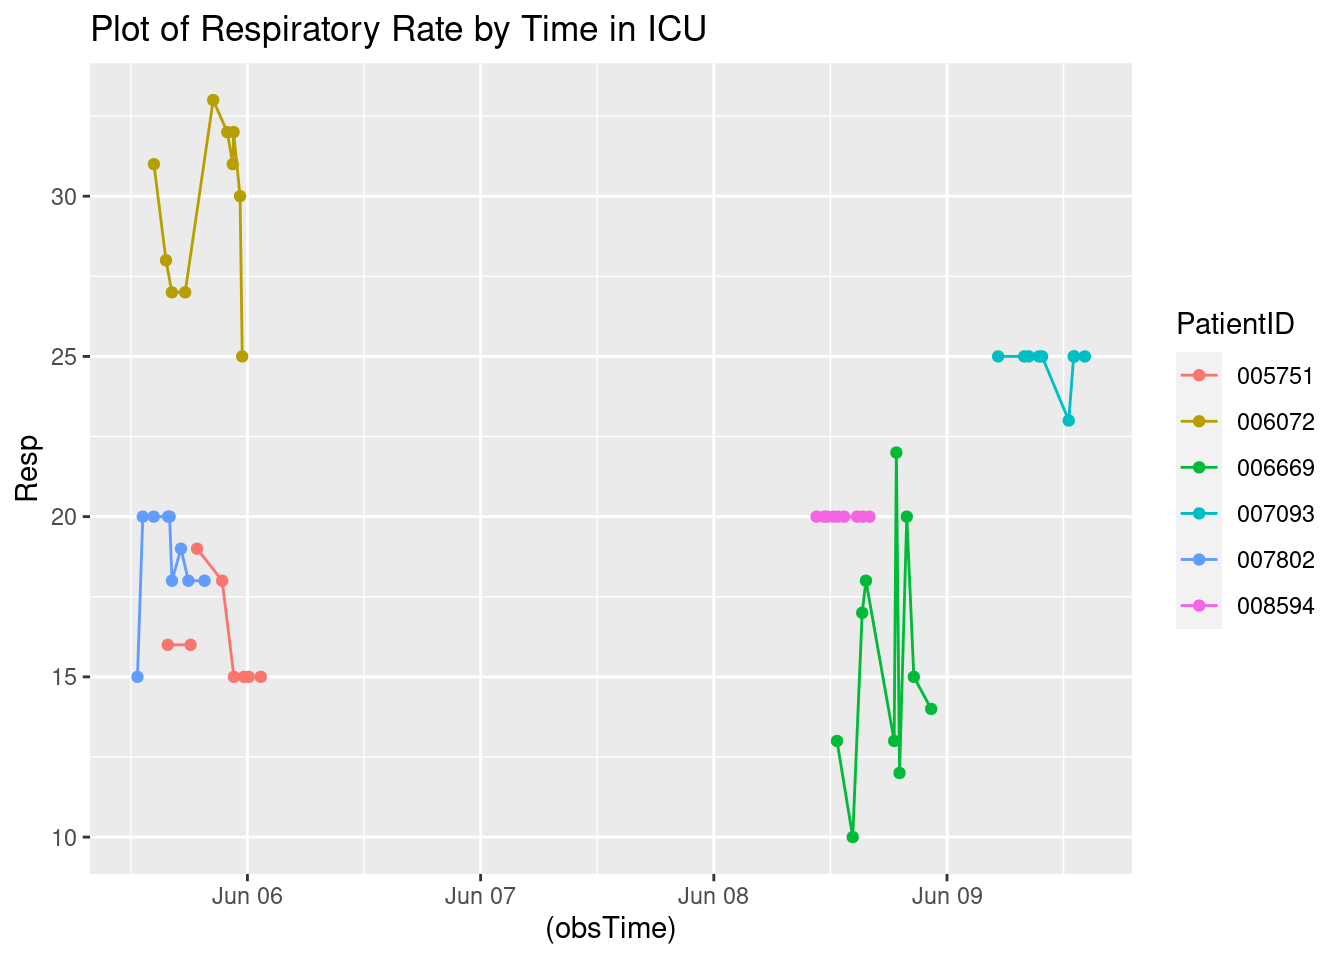 Plot of Respiratory Rate by Time in ICU
30
25
20
15
10
Resp
Jun 06 Jun 07 Jun 08 Jun 09
(obsTime)
PatientID
005751
006072
006669
007093
007802
008594